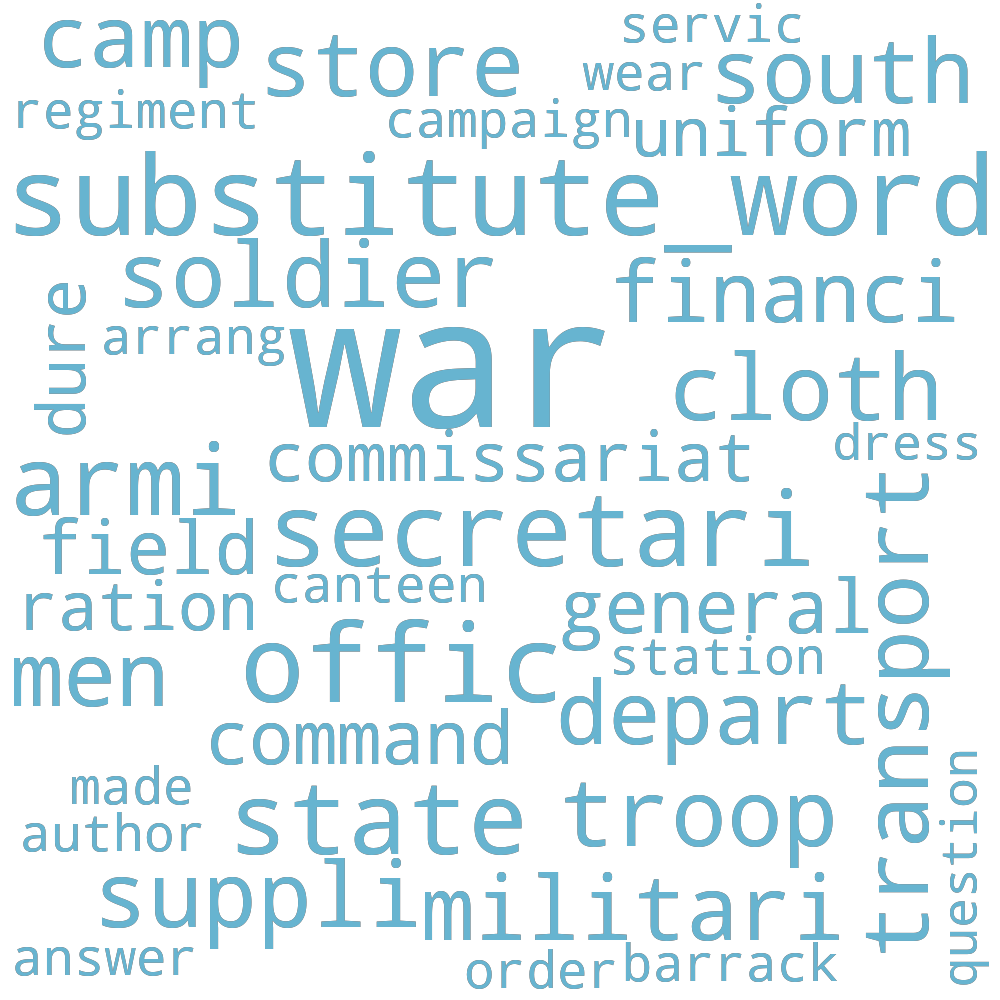 camp
servic
store
wear
south
regiment
campaign
uniform
substitute_word
soldier
financi
dure
arrang
war
cloth
dress
commissariat
armi
secretari
transport
field
canteen
ration
general
men
offic
station
depart
command
made
state
troop
question
author
suppli
militari
answer
order
barrack